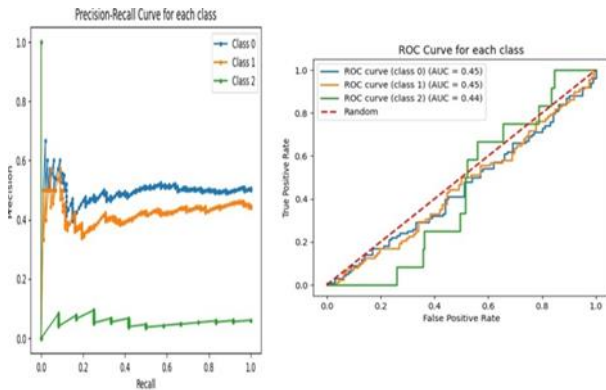 Precision-Recall Curve for each class
Class 0
Class 1
Class 2
1.0
0.8
0.6
0.4
0.2
0.0
Precision
0.0 0.2 0.4 0.6 0.8 1.0
Recall
ROC Curve for each class
ROC curve (class 0) (AUC = 0.45)
ROC curve (class 1) (AUC = 0.45)
ROC curve (class 2) (AUC = 0.44)
Random
1.0
0.8
0.6
0.4
0.2
0.0
True Positive Rate
0.0 0.2 0.4 0.6 0.8 1.0
False Positive Rate